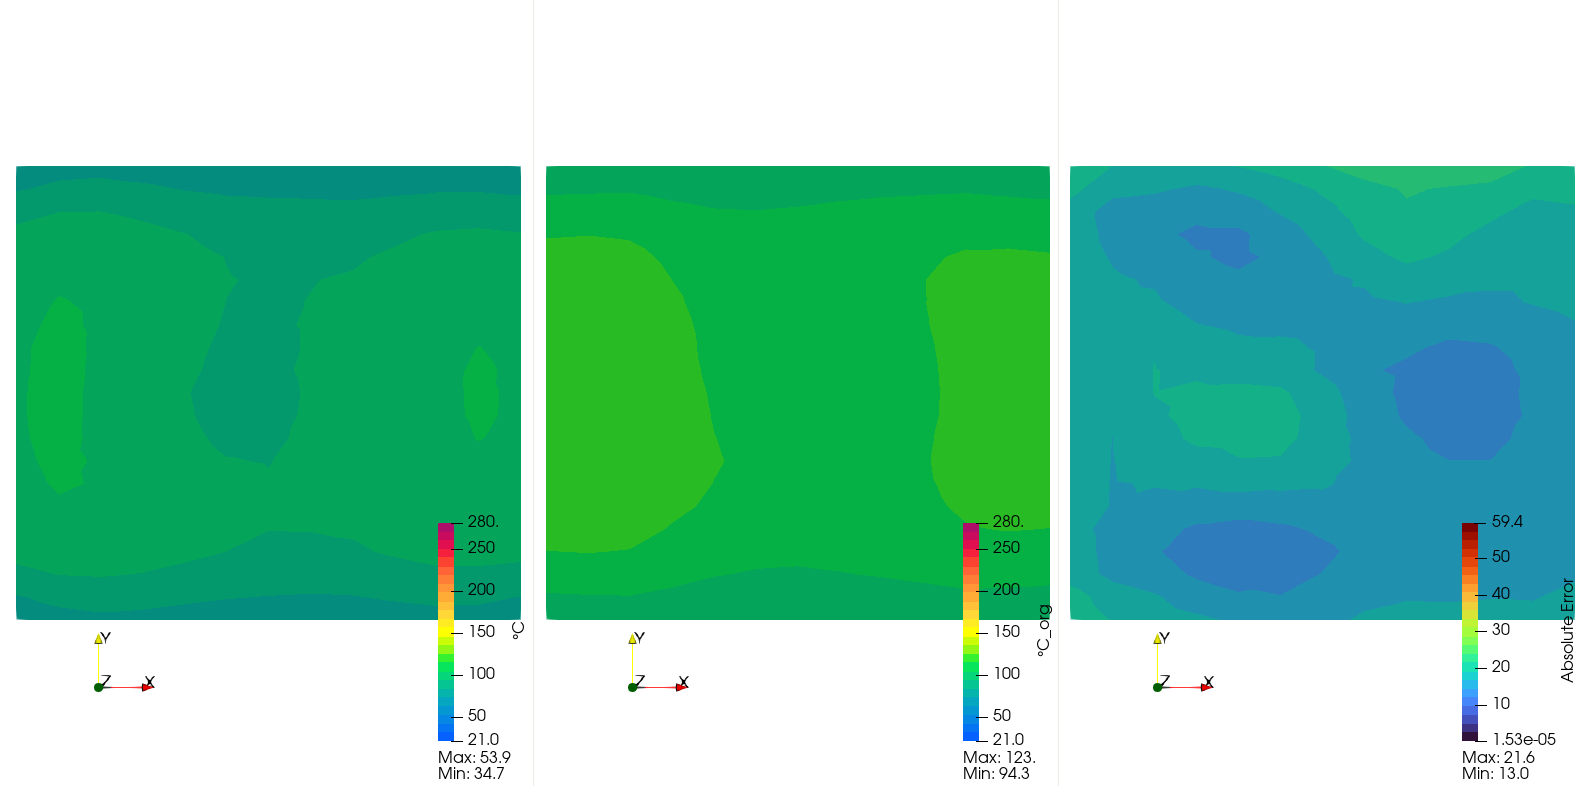 280.
250
200
150
100
50
21.0
°C
Max: 53.9
Min: 34.7
Y
Z
X
280.
250
200
150
100
50
21.0
°C_org
Max: 123.
Min: 94.3
Y
Z
X
59.4
50
40
30
20
10
1.53e-05
Absolute Error
Max: 21.6
Min: 13.0
Y
Z
X